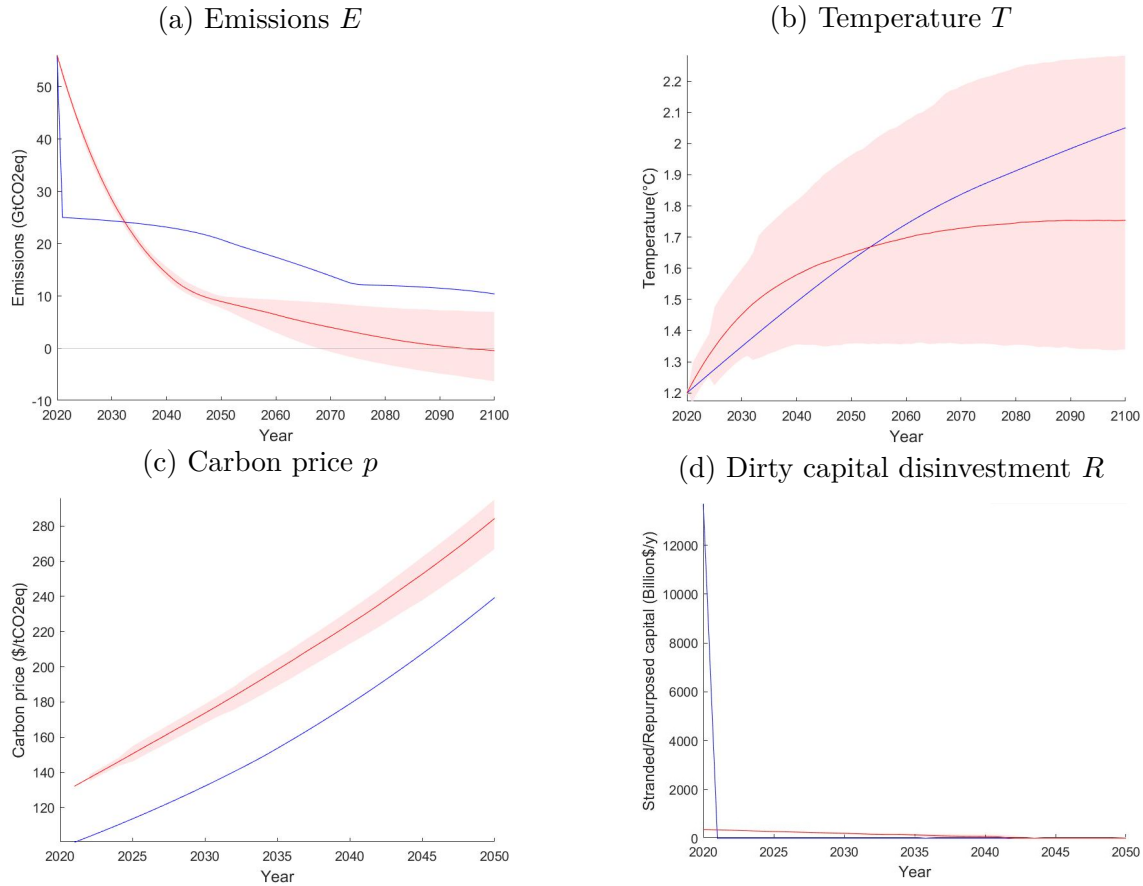 (a) Emissions E
Emissions (GtCO2eq)
50
40
30
20
10
0
-10
2020 2030 2040 2050 2060 2070 2080 2090 2100
Year
(b) Temperature T
Temperature(°C)
2.2
2.1
2
1.9
1.8
1.7
1.6
1.5
1.4
1.3
1.2
2020 2030 2040 2050 2060 2070 2080 2090 2100
Year
(c) Carbon price p
Carbon price ($/tCO2eq)
280
260
240
220
200
180
160
140
120
2020 2025 2030 2035 2040 2045 2050
Year
(d) Dirty capital disinvestment R
Stranded/Repurposed capital (Billion$/y)
12000
10000
8000
6000
4000
2000
0
2020 2025 2030 2035 2040 2045 2050
Year